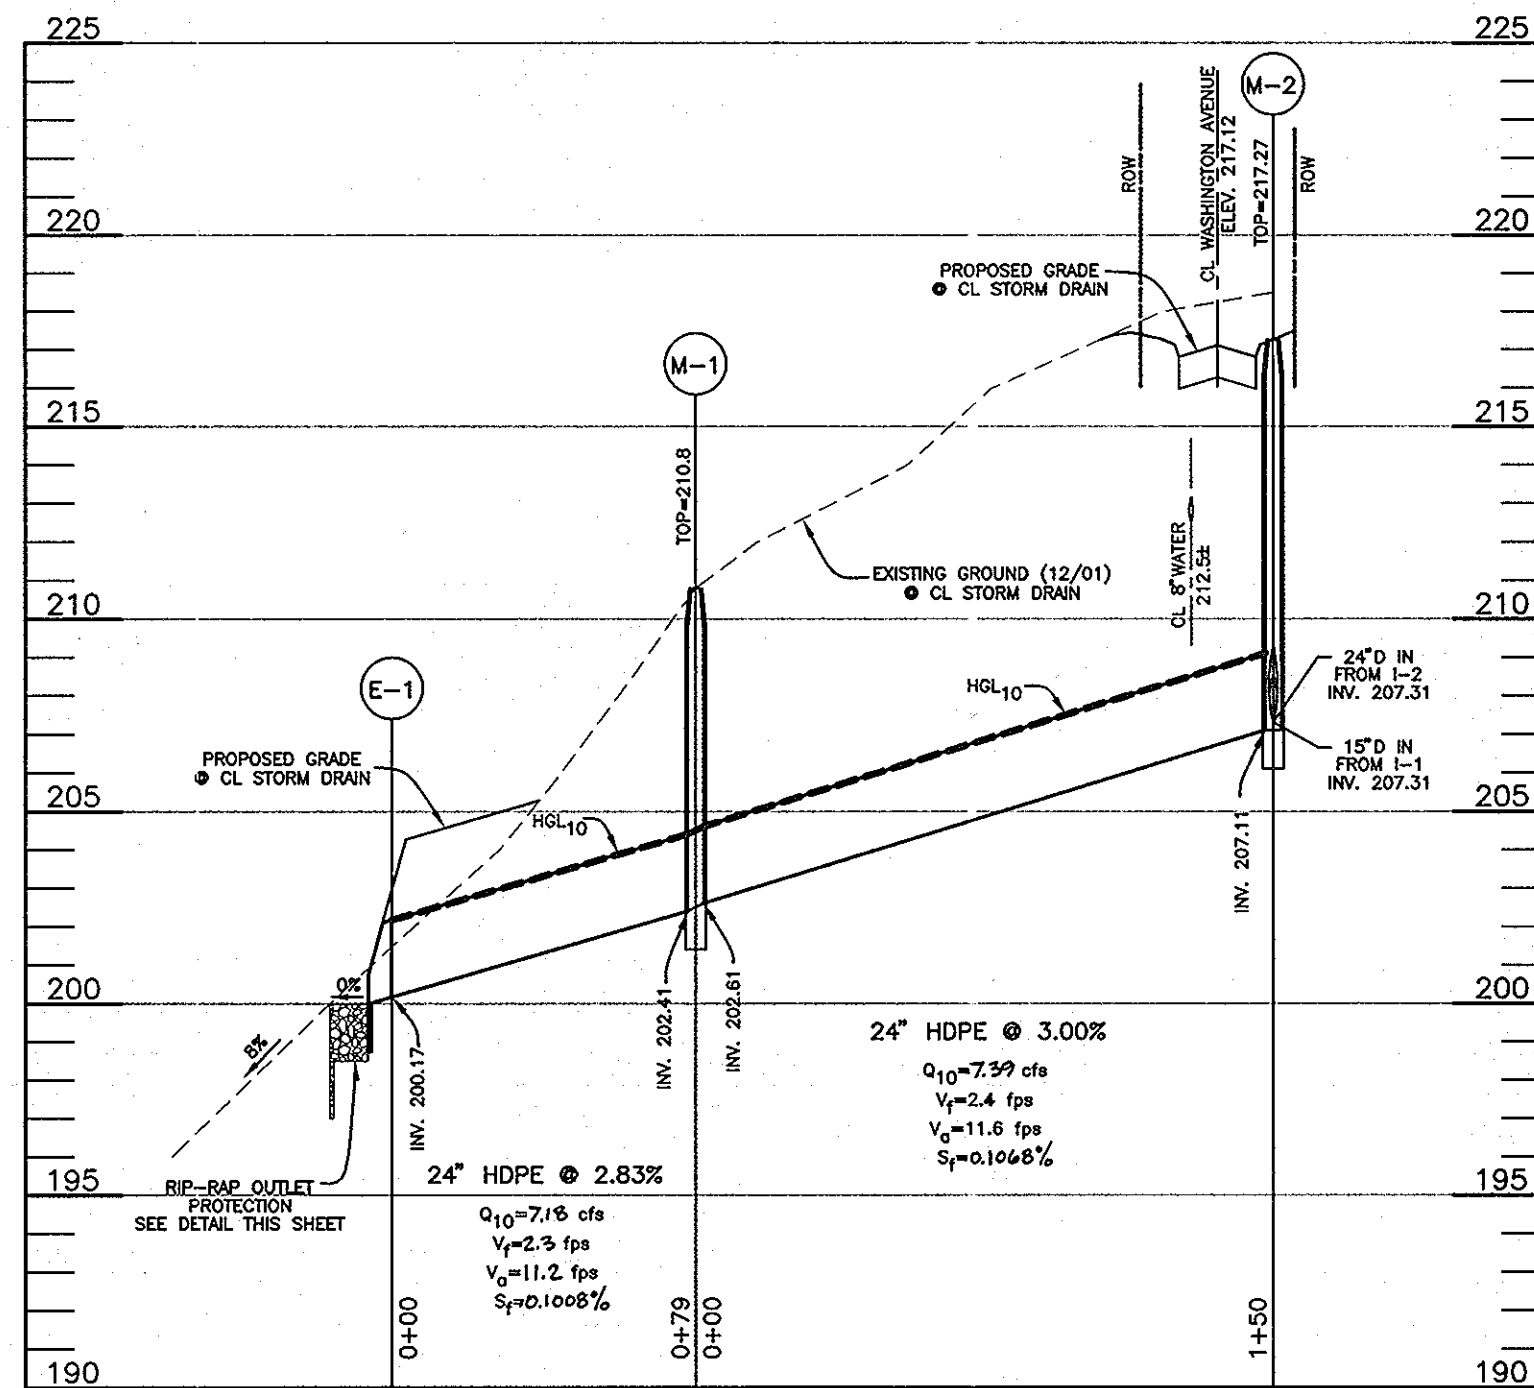 225
225
M-2
CL WASHINGTON AVENUE
ELEV. 217.12
TOP=217.27
ROW
ROW
220
220
PROPOSED GRADE
@ CL STORM DRAIN
M-1
215
215
TOP=210.8
EXISTING GROUND (12/01)
@ CL STORM DRAIN
CL 8" WATER
212.5±
210
210
E-1
HGL10
24"D IN
FROM I-2
INV. 207.31
15"D IN
FROM I-1
INV. 207.31
PROPOSED GRADE
@ CL STORM DRAIN
HGL10
205
205
INV. 207.11
0%
200
200
8%
INV. 200.17
INV. 202.41
INV. 202.61
24" HDPE @ 3.00%
Q10=7.39 cfs
Vf=2.4 fps
Va=11.6 fps
Sf=0.1068%
24" HDPE @ 2.83%
Q10=7.18 cfs
Vf=2.3 fps
Va=11.2 fps
Sf=0.1008%
195
195
RIP-RAP OUTLET
PROTECTION
SEE DETAIL THIS SHEET
0+00
0+79
0+00
1+50
190
190